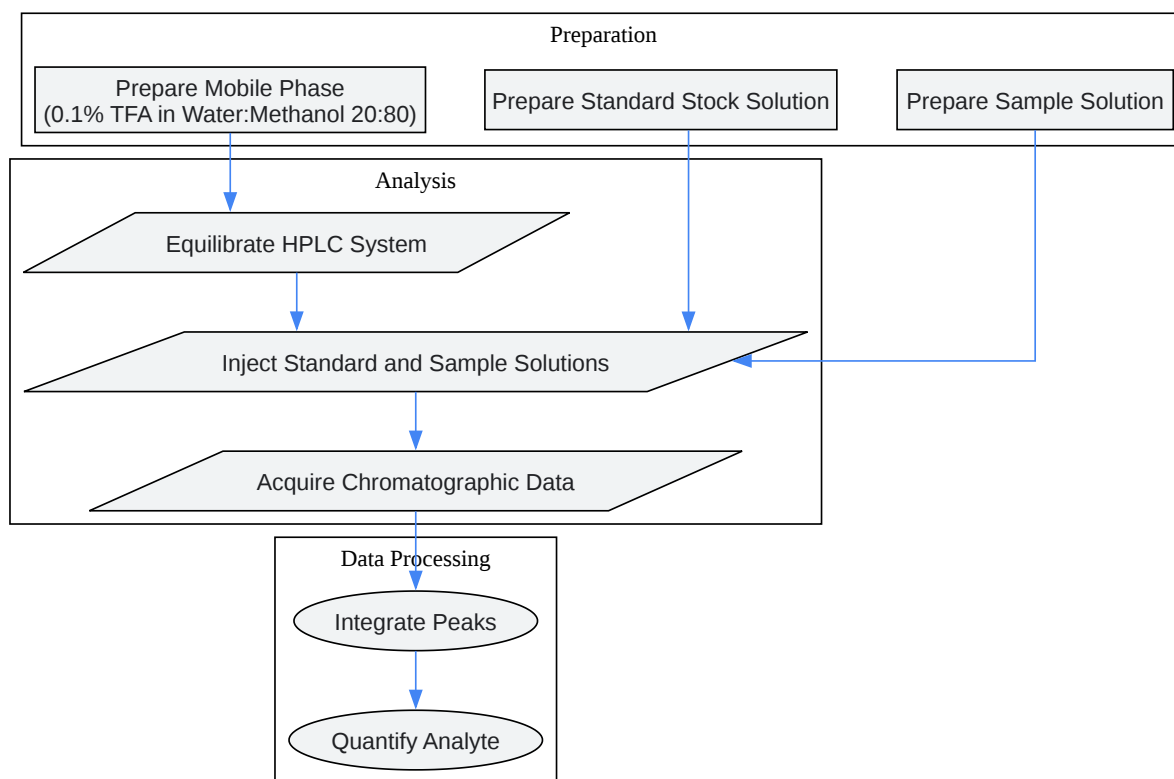 Preparation
Prepare Mobile Phase
(0.1% TFA in Water:Methanol 20:80)
Prepare Standard Stock Solution
Prepare Sample Solution
Analysis
Equilibrate HPLC System
Inject Standard and Sample Solutions
Acquire Chromatographic Data
Data Processing
Integrate Peaks
Quantify Analyte